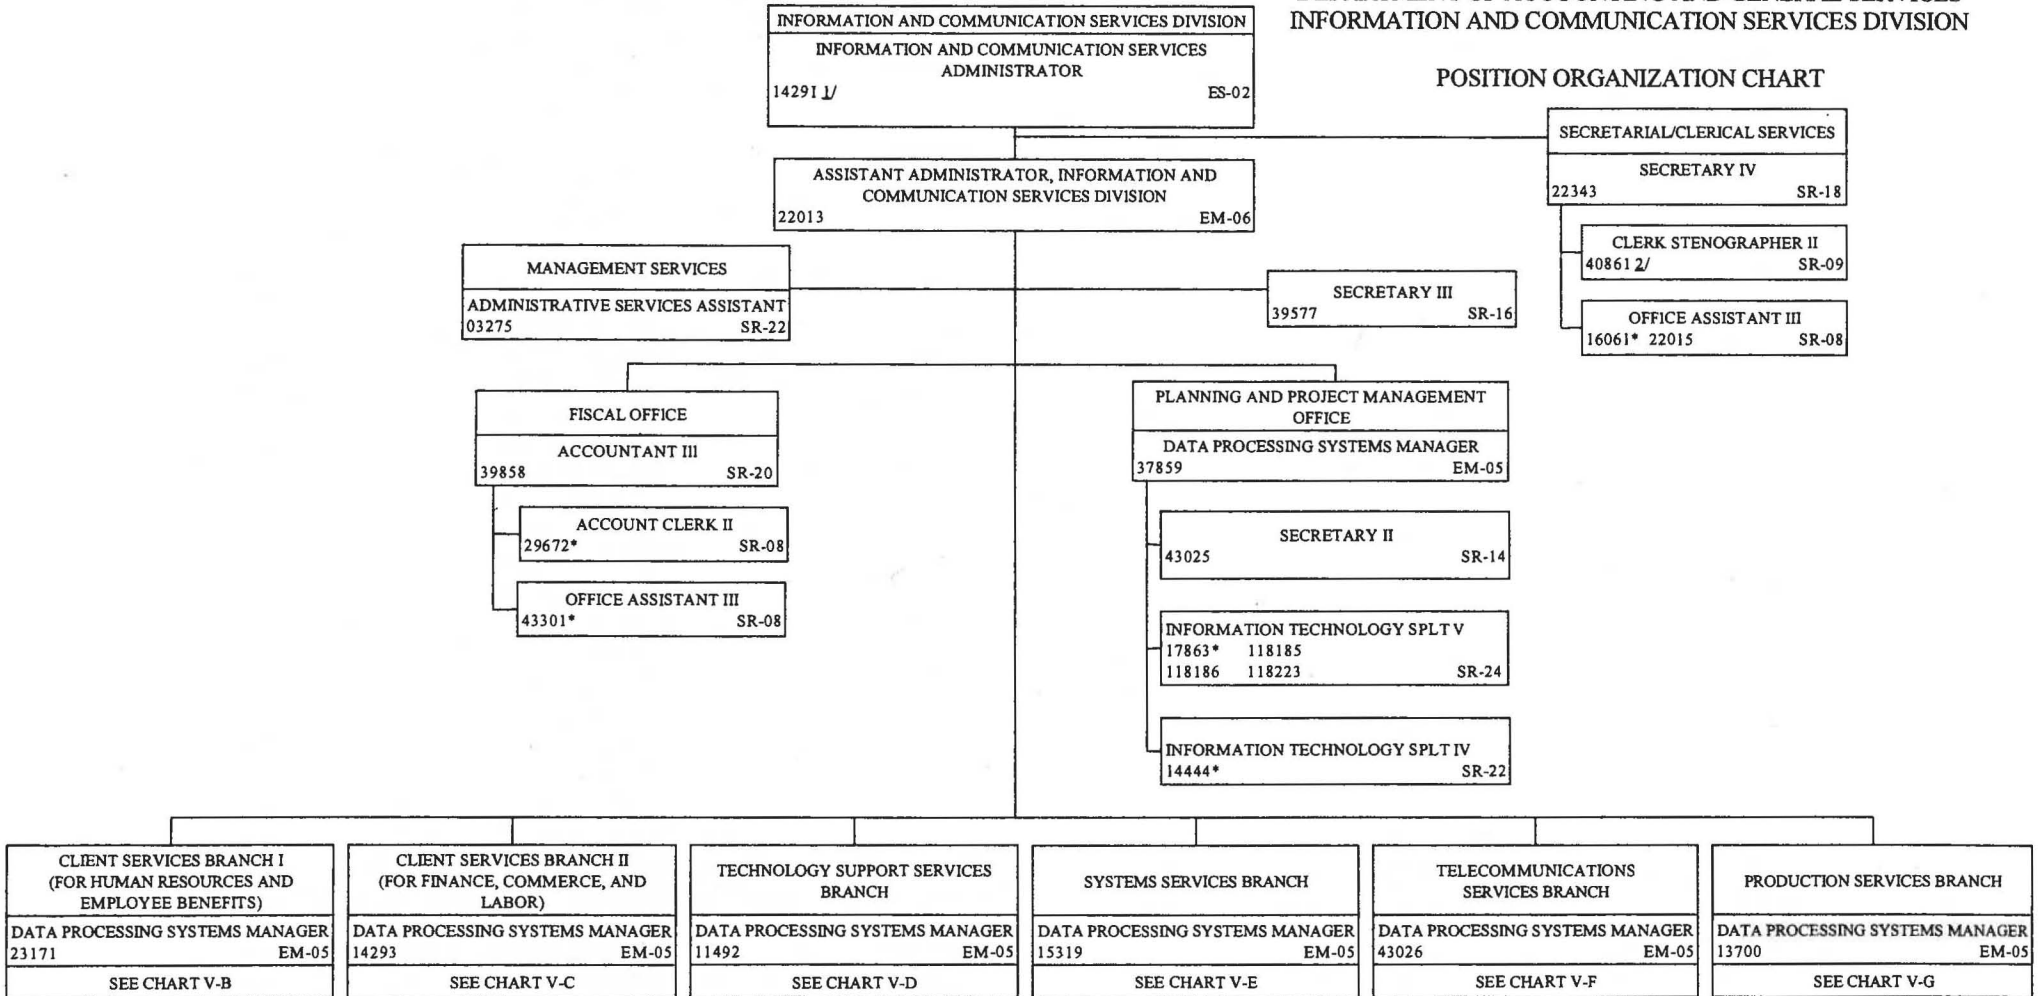 INFORMATION AND COMMUNICATION SERVICES DIVISION
POSITION ORGANIZATION CHART
INFORMATION AND COMMUNICATION SERVICES DIVISION
INFORMATION AND COMMUNICATION SERVICES
ADMINISTRATOR
14291 1/ ES-02
SECRETARIAL/CLERICAL SERVICES
SECRETARY IV
22343 SR-18
CLERK STENOGRAPHER II
40861 2/ SR-09
OFFICE ASSISTANT III
16061* 22015 SR-08
ASSISTANT ADMINISTRATOR, INFORMATION AND
COMMUNICATION SERVICES DIVISION
22013 EM-06
MANAGEMENT SERVICES
ADMINISTRATIVE SERVICES ASSISTANT
03275 SR-22
SECRETARY III
39577 SR-16
FISCAL OFFICE
ACCOUNTANT III
39858 SR-20
ACCOUNT CLERK II
29672* SR-08
OFFICE ASSISTANT III
43301* SR-08
PLANNING AND PROJECT MANAGEMENT
OFFICE
DATA PROCESSING SYSTEMS MANAGER
37859 EM-05
SECRETARY II
43025 SR-14
INFORMATION TECHNOLOGY SPLT V
17863* 118185
118186 118223 SR-24
INFORMATION TECHNOLOGY SPLT IV
14444* SR-22
CLIENT SERVICES BRANCH I
(FOR HUMAN RESOURCES AND
EMPLOYEE BENEFITS)
DATA PROCESSING SYSTEMS MANAGER
23171 EM-05
SEE CHART V-B
CLIENT SERVICES BRANCH II
(FOR FINANCE, COMMERCE, AND
LABOR)
DATA PROCESSING SYSTEMS MANAGER
14293 EM-05
SEE CHART V-C
TECHNOLOGY SUPPORT SERVICES
BRANCH
DATA PROCESSING SYSTEMS MANAGER
11492 EM-05
SEE CHART V-D
SYSTEMS SERVICES BRANCH
DATA PROCESSING SYSTEMS MANAGER
15319 EM-05
SEE CHART V-E
TELECOMMUNICATIONS
SERVICES BRANCH
DATA PROCESSING SYSTEMS MANAGER
43026 EM-05
SEE CHART V-F
PRODUCTION SERVICES BRANCH
DATA PROCESSING SYSTEMS MANAGER
13700 EM-05
SEE CHART V-G